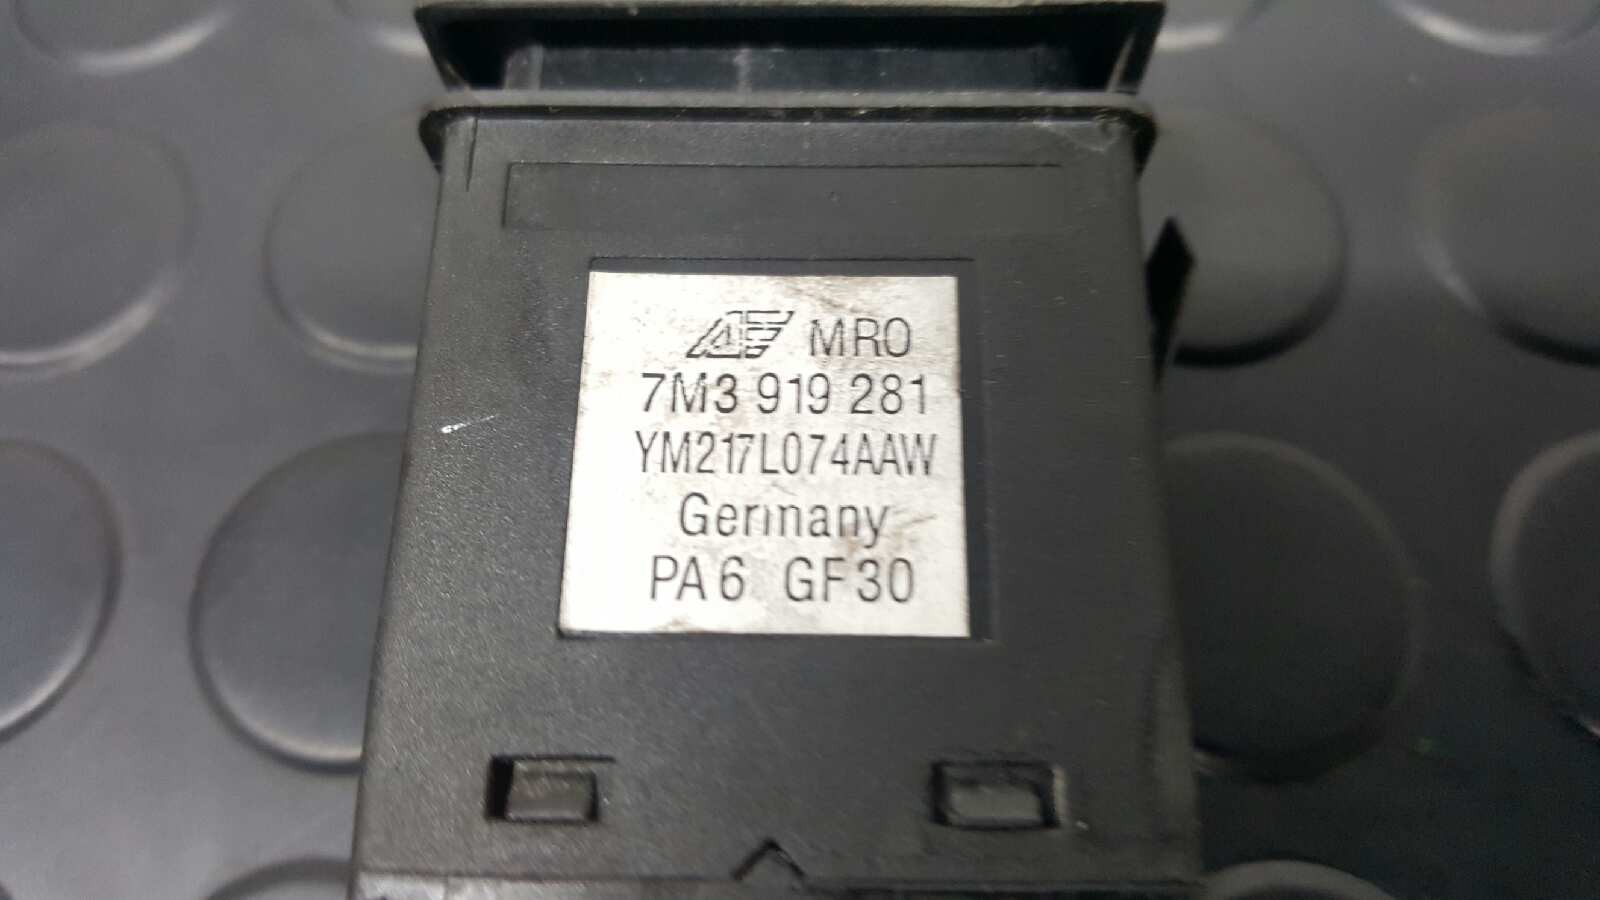 MRO
7M3 919 281
YM217L074AAW
Germany
PA6 GF30